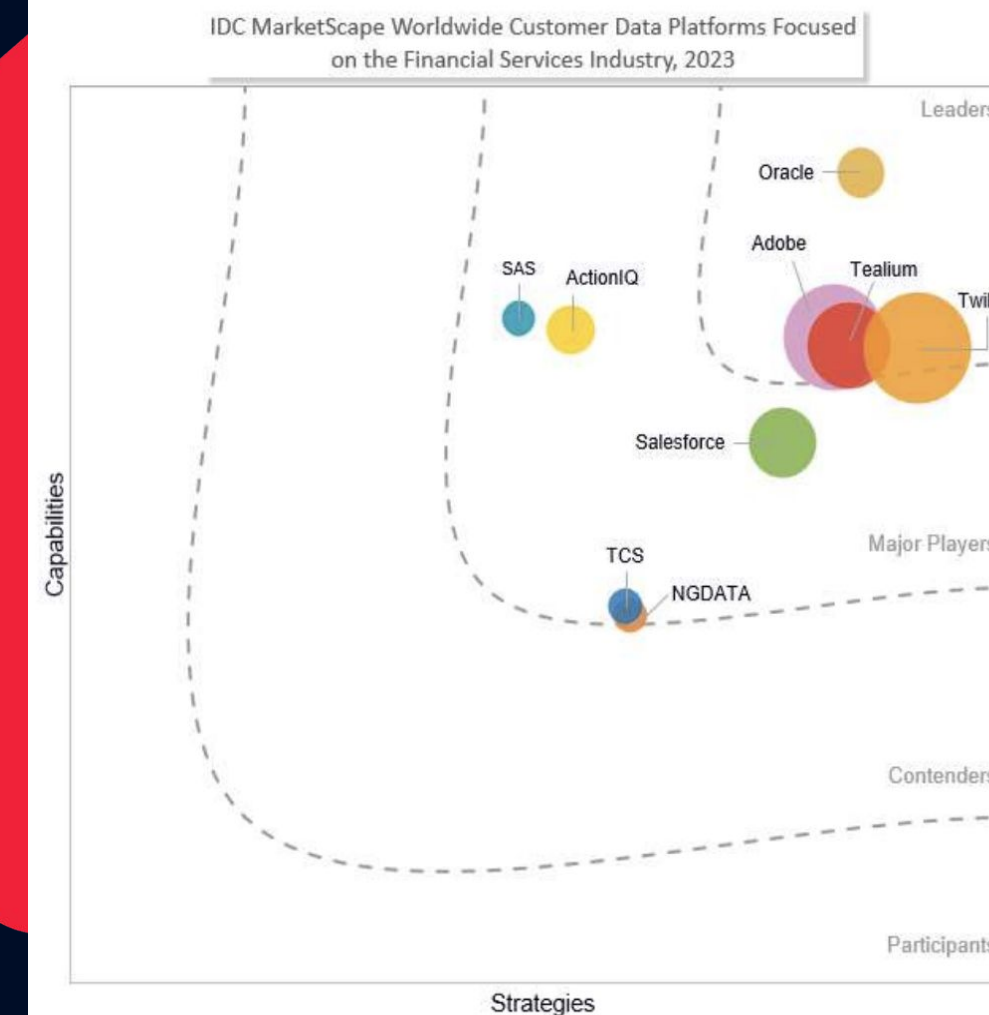 IDC MarketScape Worldwide Customer Data Platforms Focused
on the Financial Services Industry, 2023
Leaders
Oracle
Adobe
Tealium
SAS
ActionIQ
Twil
Salesforce
Capabilities
Major Players
TCS
NGDATA
Contenders
Participants
Strategies